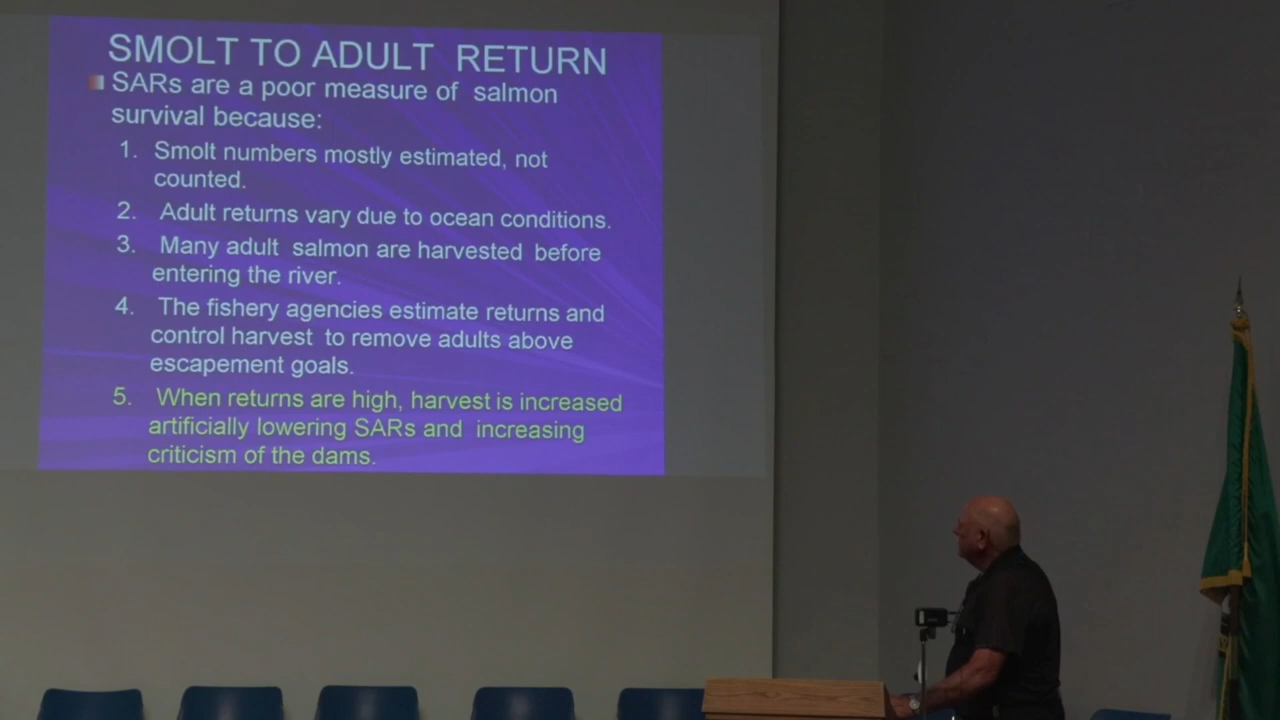 SMOLT TO ADULT RETURN
SARs are a poor measure of salmon
survival because:
1. Smolt numbers mostly estimated, not
counted.
2. Adult returns vary due to ocean conditions.
3. Many adult salmon are harvested before
entering the river.
4. The fishery agencies estimate returns and
control harvest to remove adults above
escapement goals.
5. When returns are high, harvest is increased
artificially lowering SARs and increasing
criticism of the dams.